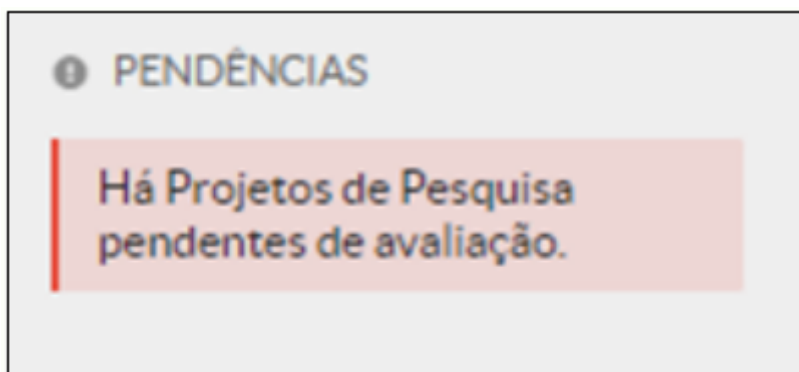 PENDÊNCIAS
Há Projetos de Pesquisa
pendentes de avaliação.